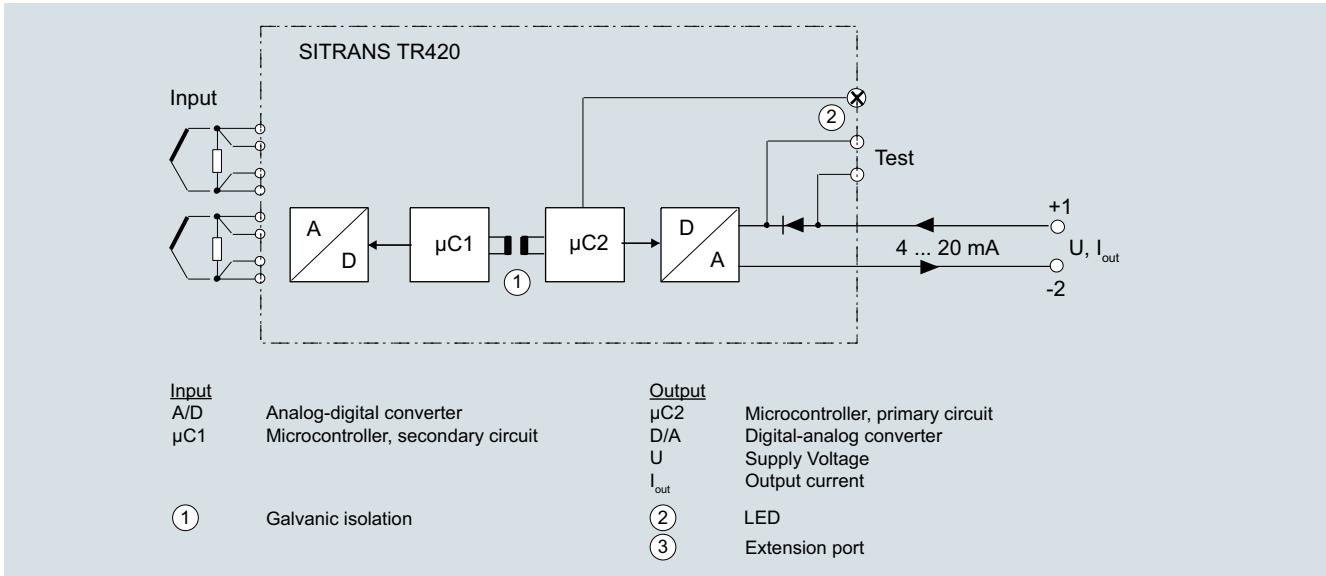 SITRANS TR420
Input
2
Test
A
D
µC1
µC2
D
A
+1
4 ... 20 mA
U, Iout
-2
1
Input
A/D Analog-digital converter
µC1 Microcontroller, secondary circuit
1 Galvanic isolation
Output
µC2 Microcontroller, primary circuit
D/A Digital-analog converter
U Supply Voltage
Iout Output current
2 LED
3 Extension port